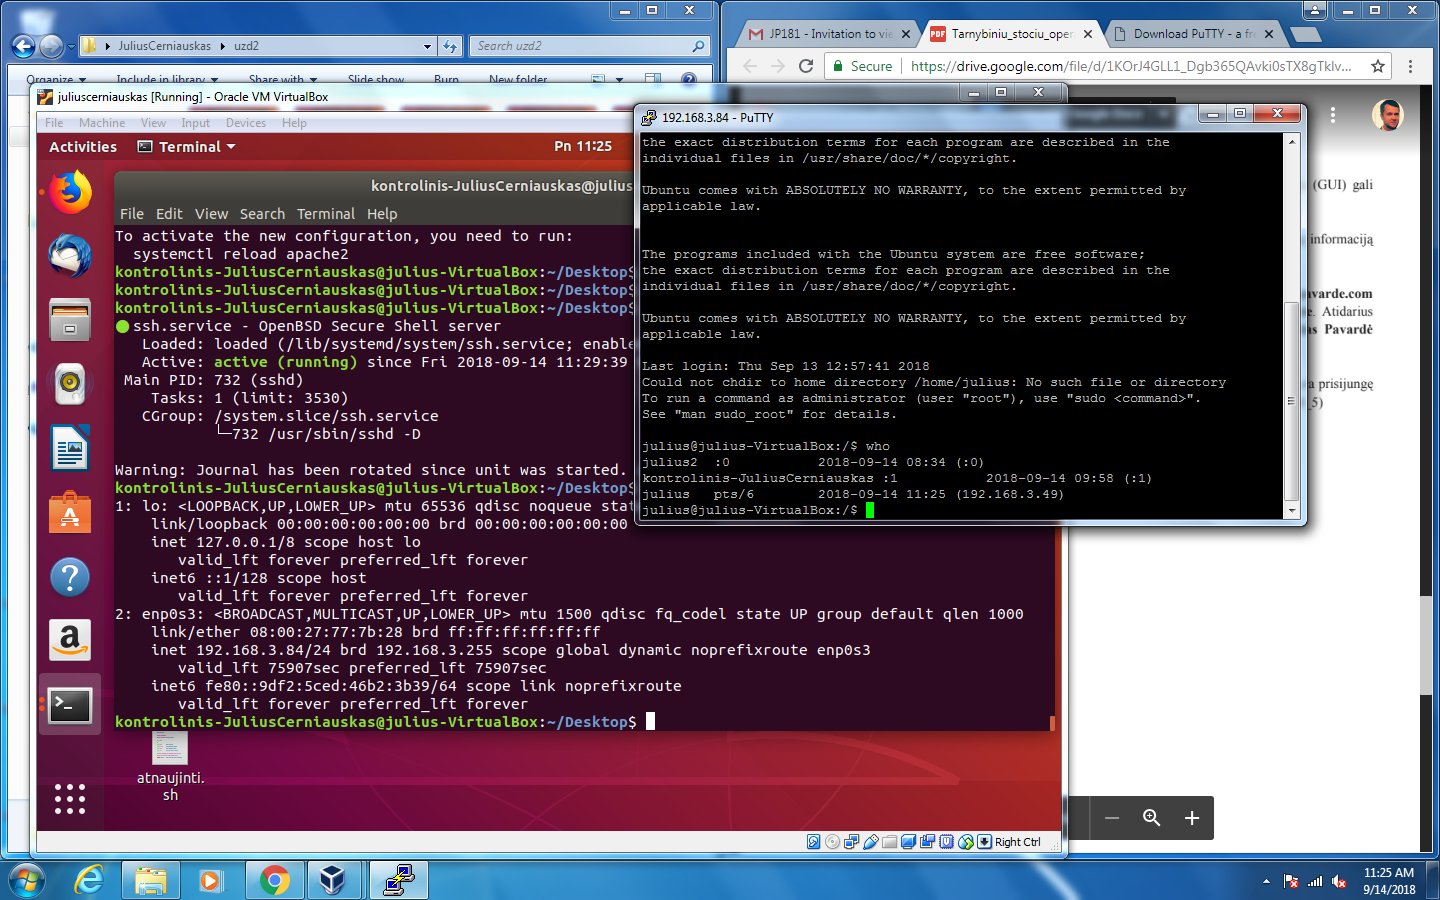 JuliusCerniauskas
uzd2
Search uzd2
Organize
Include in library
Share with
Slide show
Burn
New folder
JP181 - Invitation to vie
Tarnybiniu_stociu_oper
Download PuTTY - a fre
Secure
https://drive.google.com/file/d/1KOrJ4GLL1_Dgb365QAvki0sTX8gTklv...
(GUI) gali
informaciją
avarde.com
e. Atidarius
as Pavardė
a prisijungę
_5)
juliuscerniauskas [Running] - Oracle VM VirtualBox
File Machine View Input Devices Help
Activities
Terminal
Pn 11:25
kontrolinis-JuliusCerniauskas@julius
File Edit View Search Terminal Help
To activate the new configuration, you need to run:
systemctl reload apache2
kontrolinis-JuliusCerniauskas@julius-VirtualBox:~/Desktop$
kontrolinis-JuliusCerniauskas@julius-VirtualBox:~/Desktop$
kontrolinis-JuliusCerniauskas@julius-VirtualBox:~/Desktop$
● ssh.service - OpenBSD Secure Shell server
Loaded: loaded (/lib/systemd/system/ssh.service; enable
Active: active (running) since Fri 2018-09-14 11:29:39
Main PID: 732 (sshd)
Tasks: 1 (limit: 3530)
CGroup: /system.slice/ssh.service
└─732 /usr/sbin/sshd -D
Warning: Journal has been rotated since unit was started.
kontrolinis-JuliusCerniauskas@julius-VirtualBox:~/Desktop$
1: lo: <LOOPBACK,UP,LOWER_UP> mtu 65536 qdisc noqueue stat
link/loopback 00:00:00:00:00:00 brd 00:00:00:00:00:00
inet 127.0.0.1/8 scope host lo
valid_lft forever preferred_lft forever
inet6 ::1/128 scope host
valid_lft forever preferred_lft forever
2: enp0s3: <BROADCAST,MULTICAST,UP,LOWER_UP> mtu 1500 qdisc fq_codel state UP group default qlen 1000
link/ether 08:00:27:77:7b:28 brd ff:ff:ff:ff:ff:ff
inet 192.168.3.84/24 brd 192.168.3.255 scope global dynamic noprefixroute enp0s3
valid_lft 75907sec preferred_lft 75907sec
inet6 fe80::9df2:5ced:46b2:3b39/64 scope link noprefixroute
valid_lft forever preferred_lft forever
kontrolinis-JuliusCerniauskas@julius-VirtualBox:~/Desktop$
atnaujinti.
sh
Right Ctrl
192.168.3.84 - PuTTY
the exact distribution terms for each program are described in the
individual files in /usr/share/doc/*/copyright.
Ubuntu comes with ABSOLUTELY NO WARRANTY, to the extent permitted by
applicable law.
The programs included with the Ubuntu system are free software;
the exact distribution terms for each program are described in the
individual files in /usr/share/doc/*/copyright.
Ubuntu comes with ABSOLUTELY NO WARRANTY, to the extent permitted by
applicable law.
Last login: Thu Sep 13 12:57:41 2018
Could not chdir to home directory /home/julius: No such file or directory
To run a command as administrator (user "root"), use "sudo <command>".
See "man sudo_root" for details.
julius@julius-VirtualBox:/$ who
julius2 :0 2018-09-14 08:34 (:0)
kontrolinis-JuliusCerniauskas :1 2018-09-14 09:58 (:1)
julius pts/6 2018-09-14 11:25 (192.168.3.49)
julius@julius-VirtualBox:/$
11:25 AM
9/14/2018